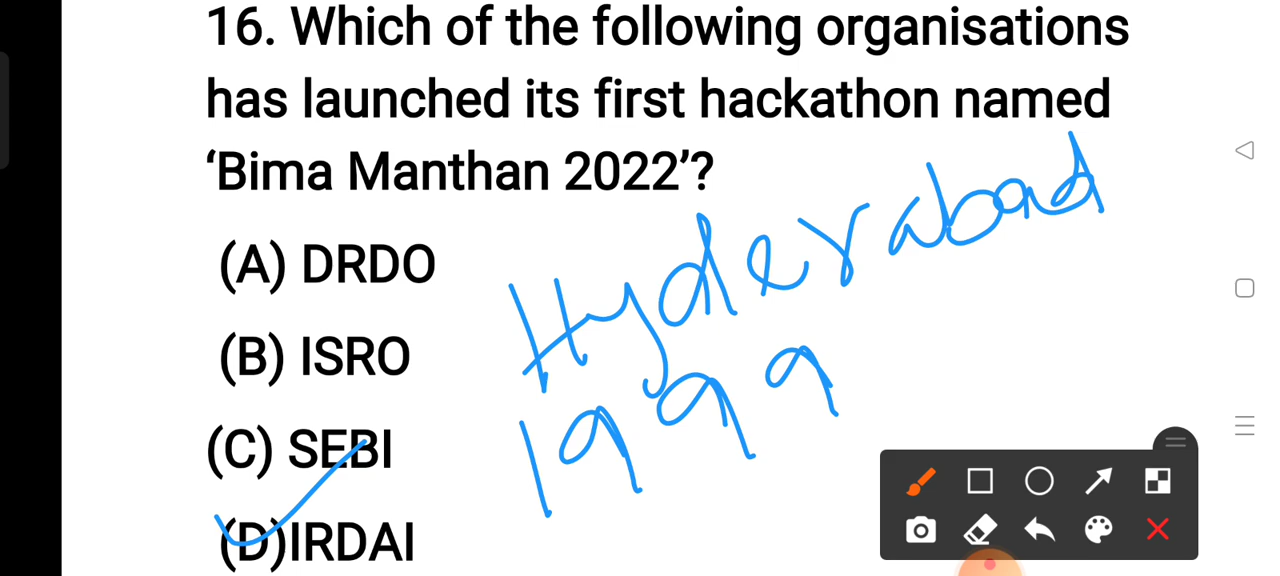 16. Which of the following organisations
has launched its first hackathon named
‘Bima Manthan 2022’?
(A) DRDO
Hyderabad
(B) ISRO
1999
(C) SEBI
(D)IRDAI